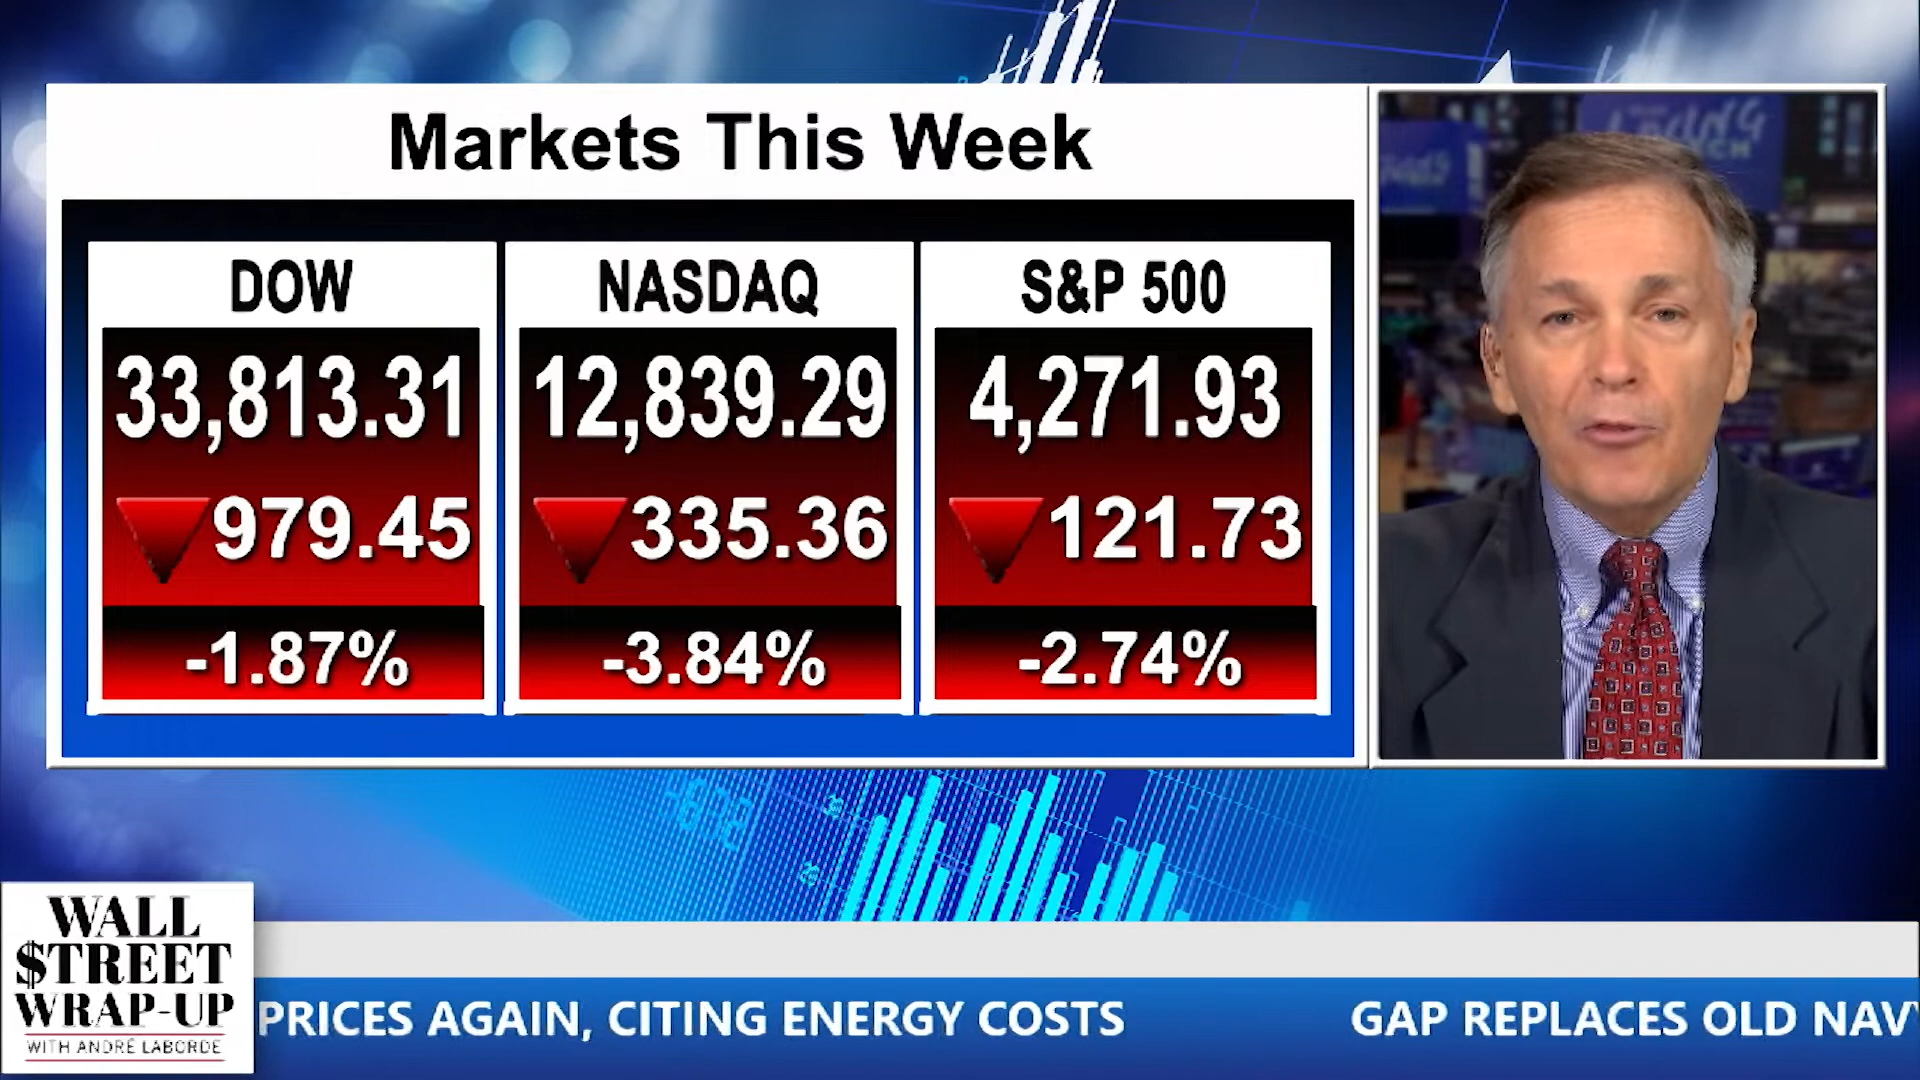 Markets This Week
DOW
33,813.31
979.45
-1.87%
NASDAQ
12,839.29
335.36
-3.84%
S&P 500
4,271.93
121.73
-2.74%
WALL
$TREET
WRAP-UP
WITH ANDRÉ LABORDE
PRICES AGAIN, CITING ENERGY COSTS
GAP REPLACES OLD NAV